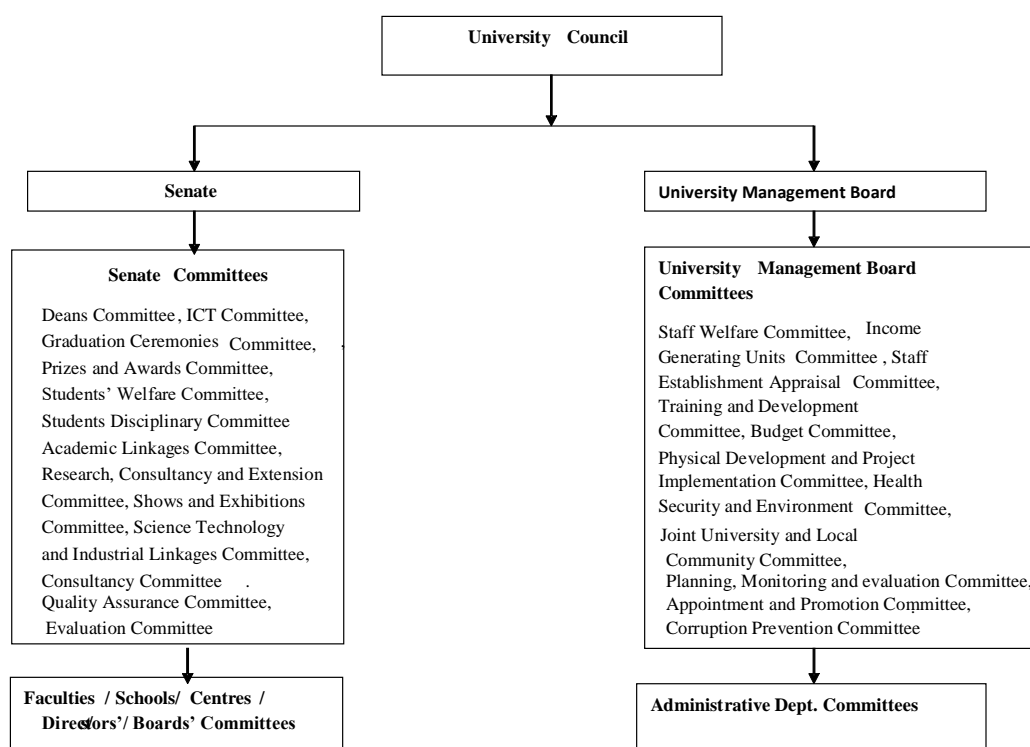 University Council
Senate
University Management Board
Senate Committees
Deans Committee, ICT Committee,
Graduation Ceremonies Committee, ,
Prizes and Awards Committee,
Students' Welfare Committee,
Students Disciplinary Committee
Academic Linkages Committee,
Research, Consultancy and Extension
Committee, Shows and Exhibitions
Committee, Science Technology
and Industrial Linkages Committee,
Consultancy Committee .
Quality Assurance Committee,
Evaluation Committee
University Management Board
Committees
Staff Welfare Committee, Income
Generating Units Committee , Staff
Establishment Appraisal Committee,
Training and Development
Committee, Budget Committee,
Physical Development and Project
Implementation Committee, Health
Security and Environment Committee,
Joint University and Local
Community Committee,
Planning, Monitoring and evaluation Committee,
Appointment and Promotion Committee,
Corruption Prevention Committee
Faculties / Schools/ Centres /
Boards' Committees
Administrative Dept. Committees